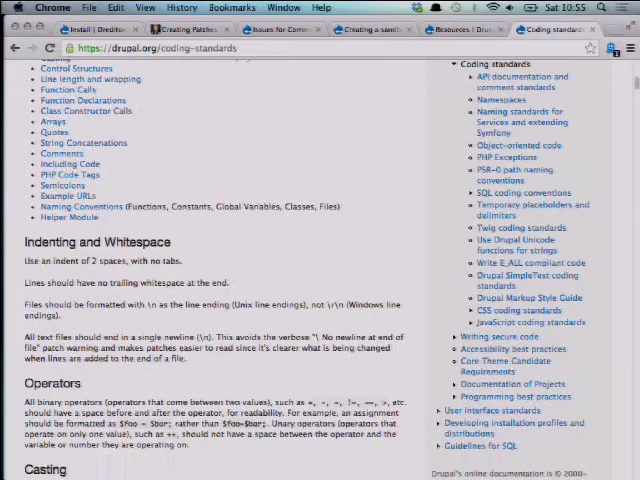 Chrome File Edit View History Bookmarks Window Help Sat 10:55
Install | Dreditor
Creating Patches
Issues for Comm
Creating a sandb
Resources | Dru
Coding standard
https://drupal.org/coding-standards
Control Structures
Line length and wrapping
Function Calls
Function Declarations
Class Constructor Calls
Arrays
Quotes
String Concatenations
Comments
Including Code
PHP Code Tags
Semicolons
Example URLs
Naming Conventions (Functions, Constants, Global Variables, Classes, Files)
Helper Module
Indenting and Whitespace
Use an indent of 2 spaces, with no tabs.
Lines should have no trailing whitespace at the end.
Files should be formatted with \n as the line ending (Unix line endings), not \r\n (Windows line
endings).
All text files should end in a single newline (\n). This avoids the verbose "\ No newline at end of
file" patch warning and makes patches easier to read since it's clearer what is being changed
when lines are added to the end of a file.
Operators
All binary operators (operators that come between two values), such as +, -, =, !=, ==, >, etc.
should have a space before and after the operator, for readability. For example, an assignment
should be formatted as $foo = $bar; rather than $foo=$bar;. Unary operators (operators that
operate on only one value), such as ++, should not have a space between the operator and the
variable or number they are operating on.
Casting
Coding standards
API documentation and
comment standards
Namespaces
Naming standards for
Services and extending
Symfony
Object-oriented code
PHP Exceptions
PSR-0 path naming
conventions
SQL coding conventions
Temporary placeholders and
delimiters
Twig coding standards
Use Drupal Unicode
functions for strings
Write E_ALL compliant code
Drupal SimpleTest coding
standards
Drupal Markup Style Guide
CSS coding standards
JavaScript coding standards
Writing secure code
Accessibility best practices
Core Theme Candidate
Requirements
Documentation of Projects
Programming best practices
User interface standards
Developing installation profiles and
distributions
Guidelines for SQL
Drupal's online documentation is © 2000-